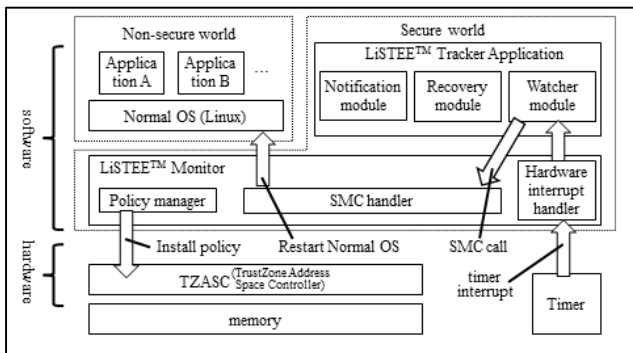 Non-secure world
Secure world
Applica
tion A
Applica
tion B
...
Normal OS (Linux)
LiSTEE™ Tracker Application
Notification
module
Recovery
module
Watcher
module
software
LiSTEE™ Monitor
Policy manager
SMC handler
Hardware
interrupt
handler
Install policy
Restart Normal OS
SMC call
hardware
TZASC(TrustZone Address
Space Controller)
timer
interrupt
Timer
memory